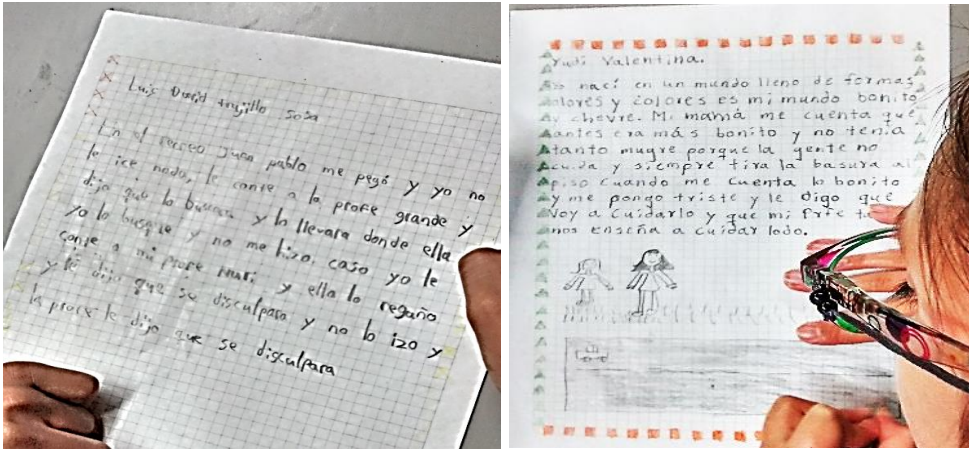 Luis David trujillo sosa
En el recreo juan pablo me pegó y yo no
le ice nada, le conte a la profe grande y
dijo que lo buscara y lo llevara donde ella
yo lo busque y no me hizo caso yo le
conte a mi profe Mari y ella lo regaño
y le dijo que se disculpara y no lo izo y
la profe le dijo que se disculpara
Yudi Valentina.
Yo nací en un mundo lleno de formas
olores y colores es mi mundo bonito
y chevre. Mi mamá me cuenta que
antes era más bonito y no tenía
tanto mugre porque la gente no
cuida y siempre tira la basura al
piso cuando me cuenta lo bonito
y me pongo triste y le digo que
voy a cuidarlo y que mi
nos enseña a cuidar todo.